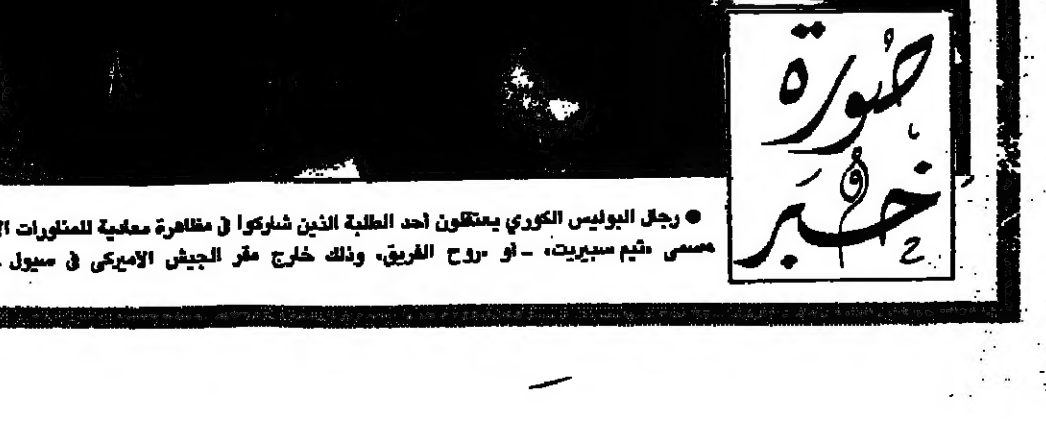 صورة
و
خبر
● رجال البوليس الكوري يعتقلون أحد الطلبة الذين شاركوا في مظاهرة معادية للمناورات
مسمى «تيم سبيريت» - أو «روح الفريق» وذلك خارج مقر الجيش الاميركي في سيول